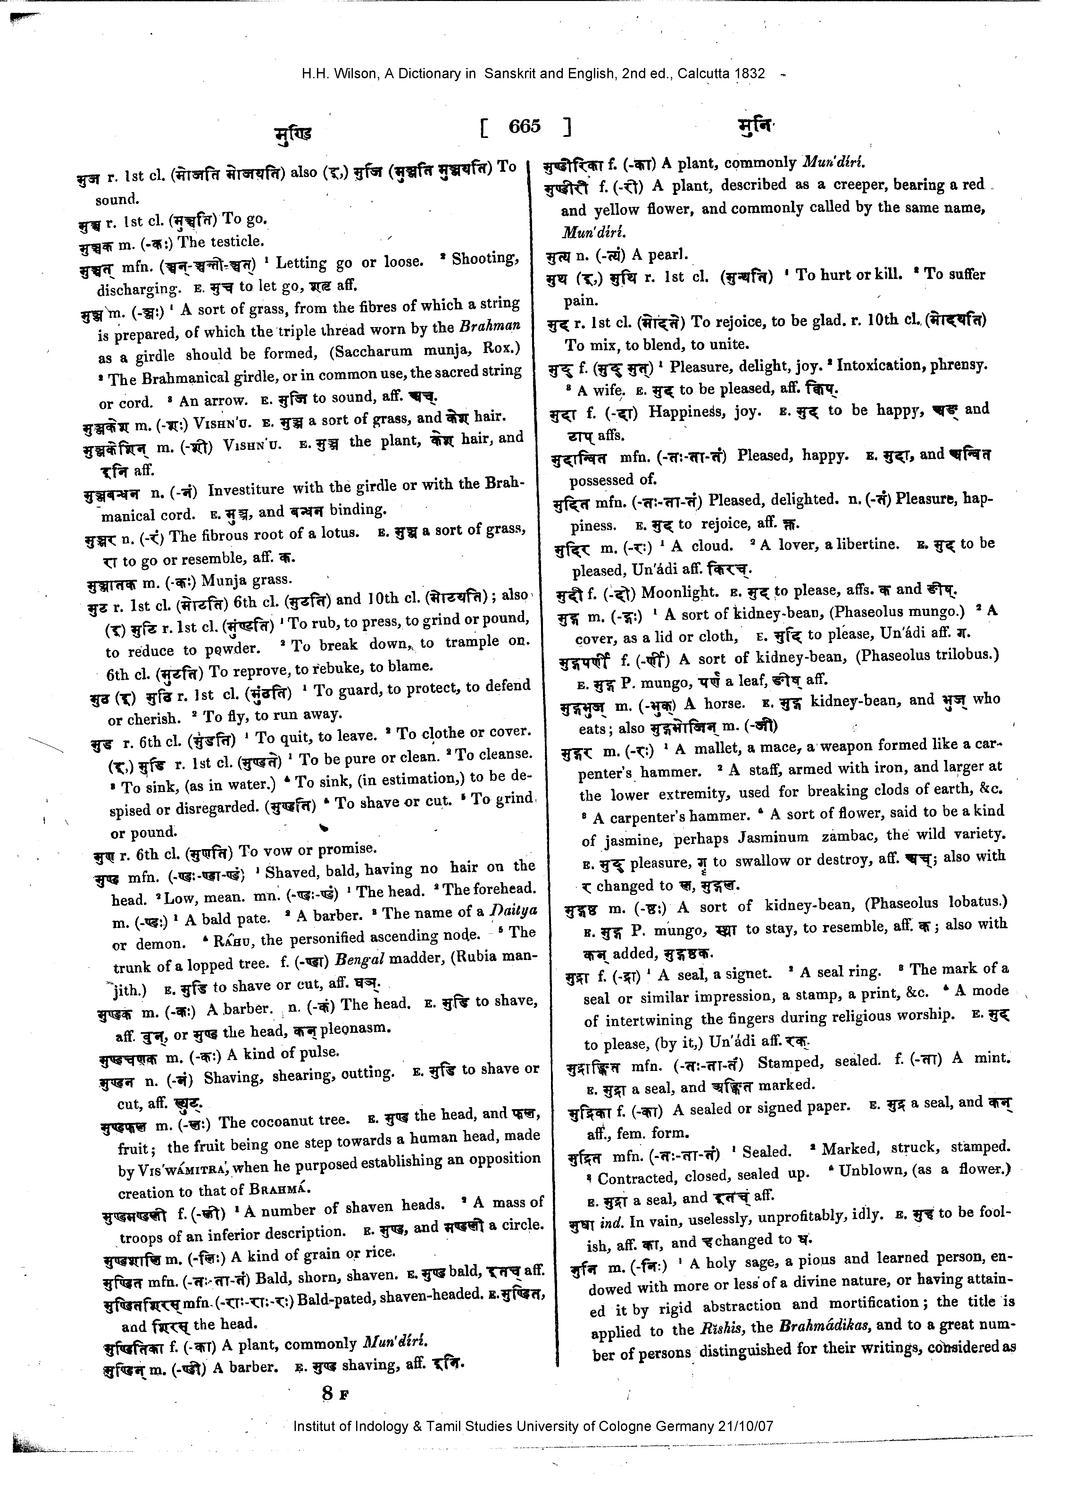 H.H. Wilson, A Dictionary in Sanskrit and English, 2nd ed., Calcutta 1832
मुण्डि [ 665 ] मुनि
मुज r. 1st cl. (मोजति मोजयति) also (इ,) मुजि (मुञ्जति मुञ्जयति) To
sound.
मुञ्च r. 1st cl. (मुञ्चति) To go.
मुञ्चक m. (-कः) The testicle.
मुञ्चत् mfn. (ञ्चन्-ञ्चन्ती-ञ्चत्) ¹ Letting go or loose. ² Shooting,
discharging. E. मुच to let go, शतृ aff.
मुञ्ज m. (-ञ्जः) ¹ A sort of grass, from the fibres of which a string
is prepared, of which the triple thread worn by the Brahman
as a girdle should be formed, (Saccharum munja, Rox.)
² The Brahmanical girdle, or in common use, the sacred string
or cord. ³ An arrow. E. मुजि to sound, aff. अच्.
मुञ्जकेश m. (-शः) VISHN'U. E. मुञ्ज a sort of grass, and केश hair.
मुञ्जकेशिन् m. (-शी) VISHN'U. E. मुञ्ज the plant, केश hair, and
इनि aff.
मुञ्जबन्धन n. (-नं) Investiture with the girdle or with the Brah-
manical cord. E. मुञ्ज, and बन्धन binding.
मुञ्जर n. (-रं) The fibrous root of a lotus. E. मुञ्ज a sort of grass,
रा to go or resemble, aff. क.
मुञ्जातक m. (-कः) Munja grass.
मुट r. 1st cl. (मोटति) 6th cl. (मुटति) and 10th cl. (मोटयति); also
(इ) मुटि r. 1st cl. (मुंण्टति) ¹ To rub, to press, to grind or pound,
to reduce to powder. ² To break down, to trample on.
6th cl. (मुटति) To reprove, to rebuke, to blame.
मुठ (इ) मुठि r. 1st cl. (मुंठति) ¹ To guard, to protect, to defend
or cherish. ² To fly, to run away.
मुड r. 6th cl. (मुंडति) ¹ To quit, to leave. ² To clothe or cover.
(इ,) मुडि r. 1st cl. (मुण्डते) ¹ To be pure or clean. ² To cleanse.
³ To sink, (as in water.) ⁴ To sink, (in estimation,) to be de-
spised or disregarded. (मुण्डति) ⁴ To shave or cut. ⁵ To grind
or pound.
मुण r. 6th cl. (मुणति) To vow or promise.
मुण्ड mfn. (-ण्डः-ण्डा-ण्डं) ¹ Shaved, bald, having no hair on the
head. ² Low, mean. mn. (-ण्डः-ण्डं) ¹ The head. ² The forehead.
m. (-ण्डः) ¹ A bald pate. ² A barber. ³ The name of a Daitya
or demon. ⁴ RÁHU, the personified ascending node. ⁵ The
trunk of a lopped tree. f. (-ण्डा) Bengal madder, (Rubia man-
jith.) E. मुडि to shave or cut, aff. घञ्.
मुण्डक m. (-कः) A barber. n. (-कं) The head. E. मुडि to shave,
aff. वुन्, or मुण्ड the head, कन् pleonasm.
मुण्डचणक m. (-कः) A kind of pulse.
मुण्डन n. (-नं) Shaving, shearing, outting. E. मुडि to shave or
cut, aff. ल्युट्.
मुण्डफल m. (-लः) The cocoanut tree. E. मुण्ड the head, and फल,
fruit; the fruit being one step towards a human head, made
by VIS'WÁMITRA, when he purposed establishing an opposition
creation to that of BRAHMÁ.
मुण्डमण्डली f. (-ली) ¹ A number of shaven heads. ² A mass of
troops of an inferior description. E. मुण्ड, and मण्डली a circle.
मुण्डशालि m. (-लिः) A kind of grain or rice.
मुण्डित mfn. (-तः-ता-तं) Bald, shorn, shaven. E. मुण्ड bald, इतच् aff.
मुण्डितशिरस् mfn. (-राः-राः-रः) Bald-pated, shaven-headed. E. मुण्डित,
and शिरस् the head.
मुण्डितिका f. (-का) A plant, commonly Mun'dírí.
मुण्डिन् m. (-ण्डी) A barber. E. मुण्ड shaving, aff. इनि.
8 F
मुण्डीरिका f. (-का) A plant, commonly Mun'dírí.
मुण्डीरी f. (-री) A plant, described as a creeper, bearing a red
and yellow flower, and commonly called by the same name,
Mun'dírí.
मुत्य n. (-त्यं) A pearl.
मुथ (इ,) मुथि r. 1st cl. (मुन्थति) ¹ To hurt or kill. ² To suffer
pain.
मुद r. 1st cl. (मोदते) To rejoice, to be glad. r. 10th cl. (मोदयति)
To mix, to blend, to unite.
मुद् f. (मुद् मुत्) ¹ Pleasure, delight, joy. ² Intoxication, phrensy.
³ A wife. E. मुद् to be pleased, aff. क्विप्.
मुदा f. (-दा) Happiness, joy. E. मुद् to be happy, अङ् and
टाप् affs.
मुदान्वित mfn. (-तः-ता-तं) Pleased, happy. E. मुदा, and अन्वित
possessed of.
मुदित mfn. (-तः-ता-तं) Pleased, delighted. n. (-तं) Pleasure, hap-
piness. E. मुद् to rejoice, aff. क्त.
मुदिर m. (-रः) ¹ A cloud. ² A lover, a libertine. E. मुद् to be
pleased, Un'ádi aff. किरच्.
मुदी f. (-दी) Moonlight. E. मुद् to please, affs. क and ङीप्.
मुद्ग m. (-द्गः) ¹ A sort of kidney-bean, (Phaseolus mungo.) ² A
cover, as a lid or cloth, E. मुदि to please, Un'ádi aff. ग.
मुद्गपर्णी f. (-र्णी) A sort of kidney-bean, (Phaseolus trilobus.)
E. मुद्ग P. mungo, पर्ण a leaf, ङीष् aff.
मुद्गभुज् m. (-भुक्) A horse. E. मुद्ग kidney-bean, and भुज् who
eats; also मुद्गभोजिन् m. (-जी)
मुद्गर m. (-रः) ¹ A mallet, a mace, a weapon formed like a car-
penter's hammer. ² A staff, armed with iron, and larger at
the lower extremity, used for breaking clods of earth, &c.
³ A carpenter's hammer. ⁴ A sort of flower, said to be a kind
of jasmine, perhaps Jasminum zambac, the wild variety.
E. मुद् pleasure, गॄ to swallow or destroy, aff. अच्; also with
र changed to ल, मुद्गल.
मुद्गष्ठ m. (-ष्ठः) A sort of kidney-bean, (Phaseolus lobatus.)
E. मुद्ग P. mungo, स्था to stay, to resemble, aff. क; also with
कन् added, मुद्गष्ठक.
मुद्रा f. (-द्रा) ¹ A seal, a signet. ² A seal ring. ³ The mark of a
seal or similar impression, a stamp, a print, &c. ⁴ A mode
of intertwining the fingers during religious worship. E. मुद्
to please, (by it,) Un'ádi aff. रक्.
मुद्राङ्कित mfn. (-तः-ता-तं) Stamped, sealed. f. (-ता) A mint.
E. मुद्रा a seal, and अङ्कित marked.
मुद्रिका f. (-का) A sealed or signed paper. E. मुद्र a seal, and कन्
aff., fem. form.
मुद्रित mfn. (-तः-ता-तं) ¹ Sealed. ² Marked, struck, stamped.
³ Contracted, closed, sealed up. ⁴ Unblown, (as a flower.)
E. मुद्रा a seal, and इतच् aff.
मुधा ind. In vain, uselessly, unprofitably, idly. E. मुह to be fool-
ish, aff. का, and ह changed to ध.
मुनि m. (-निः) ¹ A holy sage, a pious and learned person, en-
dowed with more or less of a divine nature, or having attain-
ed it by rigid abstraction and mortification; the title is
applied to the Rishis, the Brahmádikas, and to a great num-
ber of persons distinguished for their writings, considered as
Institut of Indology & Tamil Studies University of Cologne Germany 21/10/07